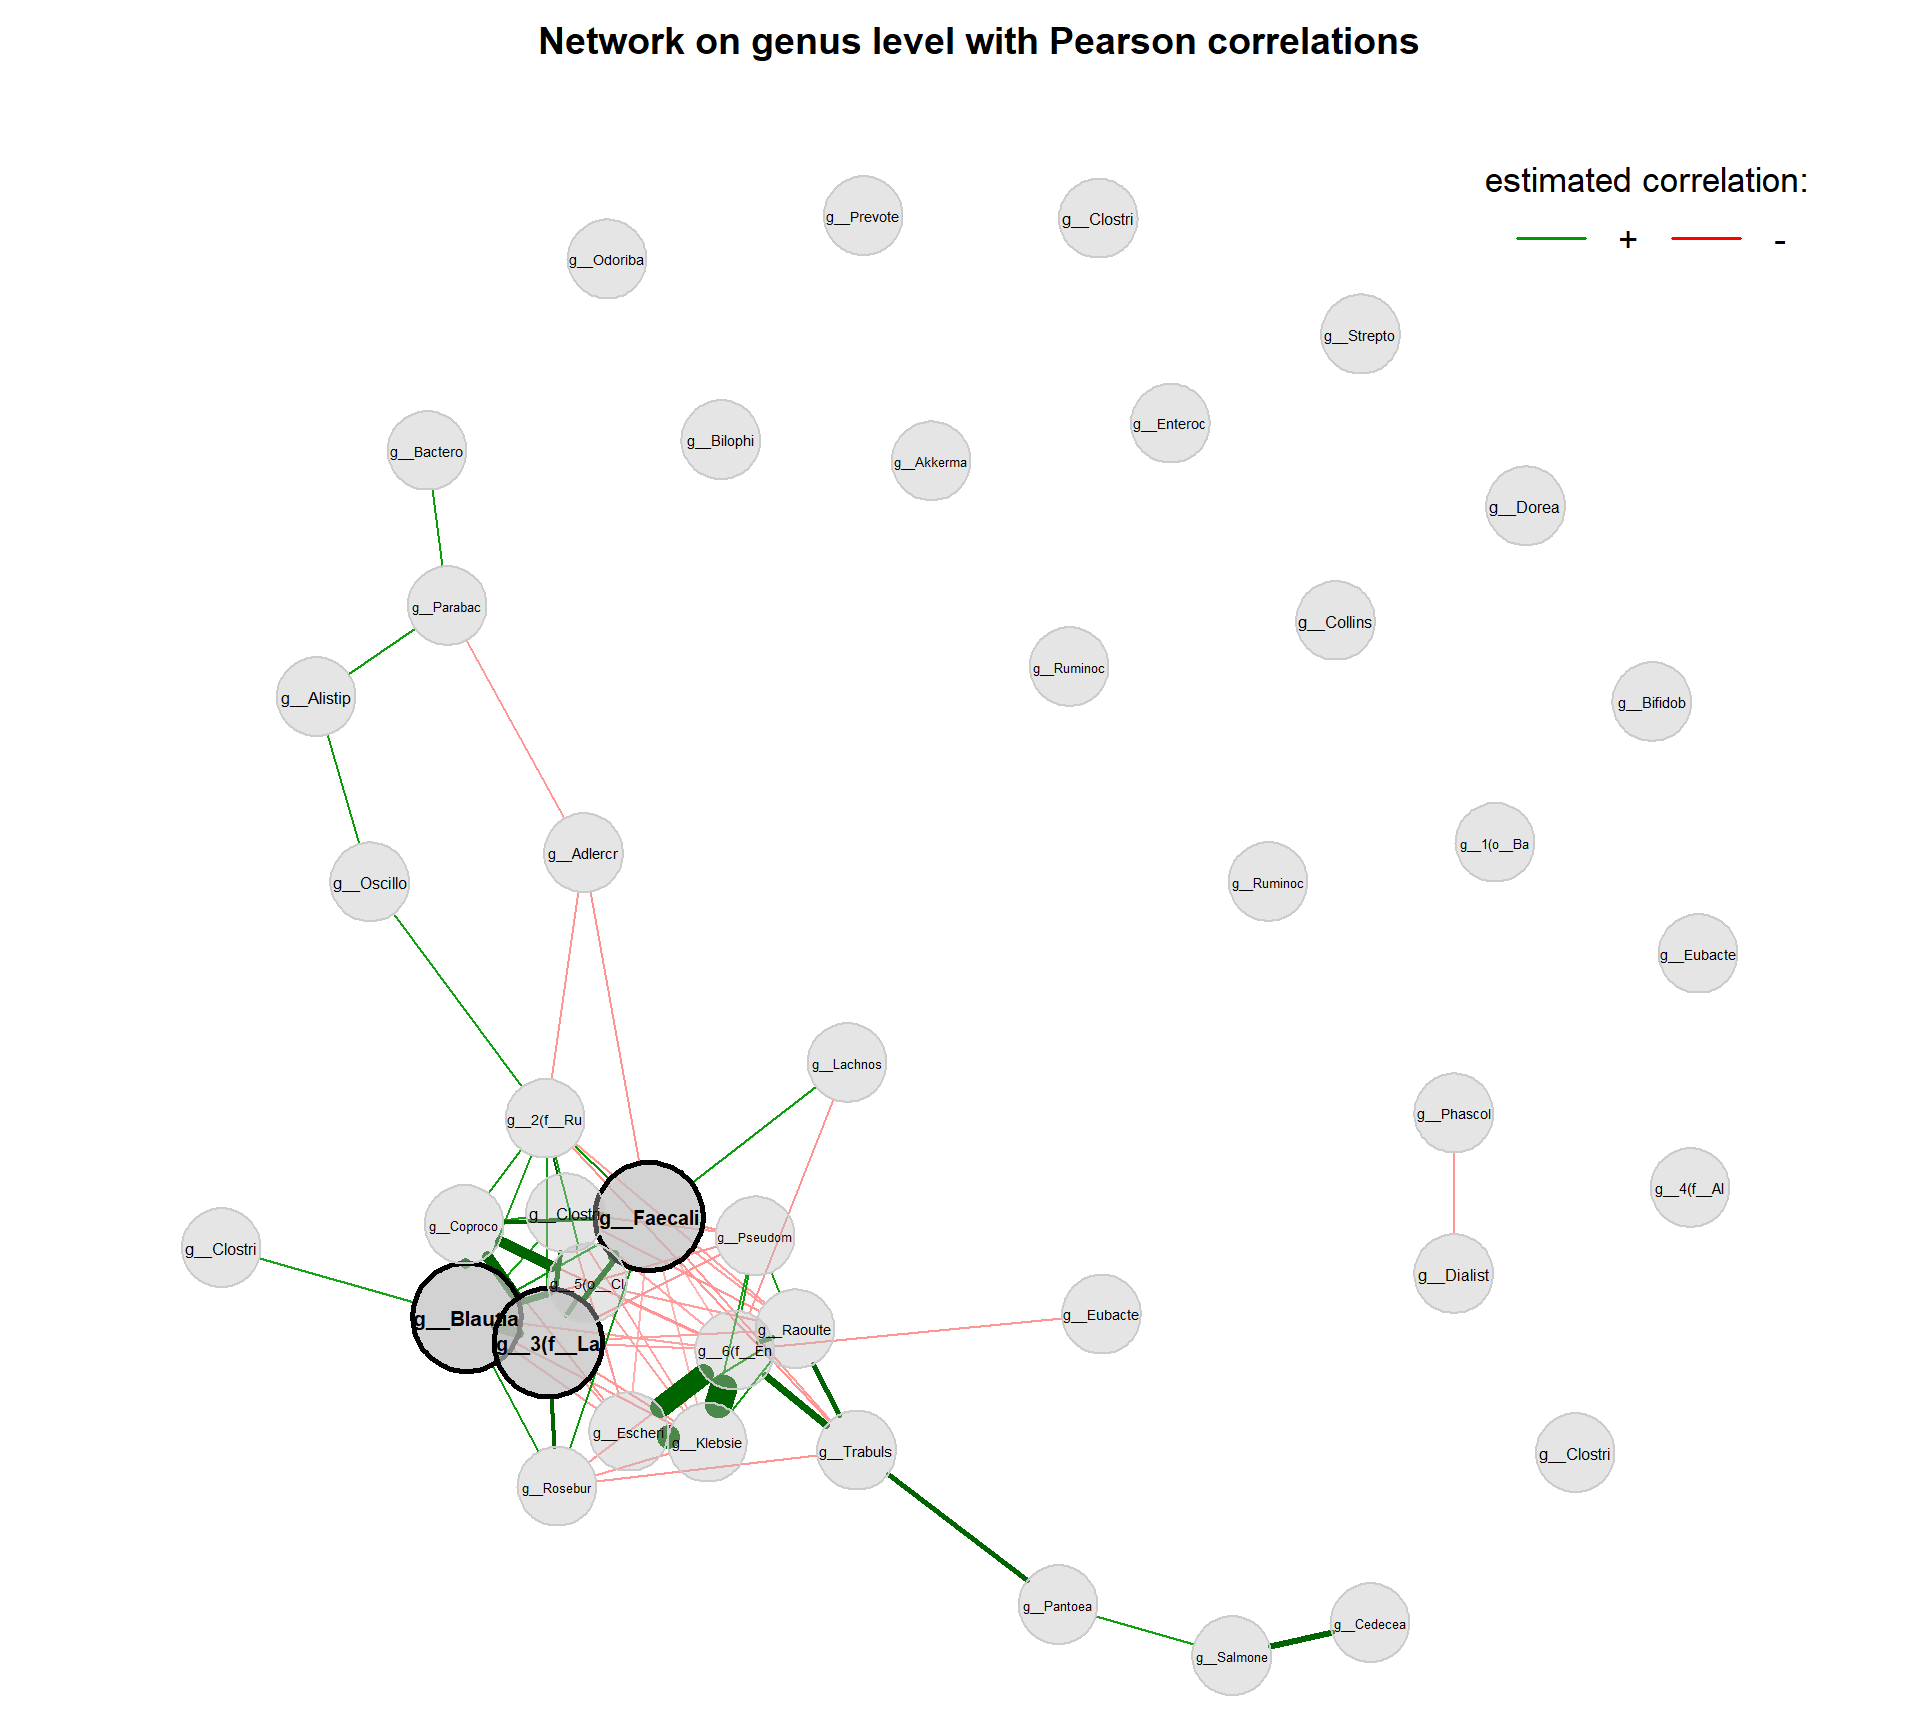 Network on genus level with Pearson correlations
estimated correlation:
+ -
g__Prevote
g__Clostri
g__Odoriba
g__Strepto
g__Enteroc
g__Bilophi
g__Bactero
g__Akkerma
g__Dorea
g__Parabac
g__Collins
g__Ruminoc
g__Alistip
g__Bifidob
g__1(o__Ba
g__Adlercr
g__Oscillo
g__Ruminoc
g__Eubacte
g__Lachnos
g__Phascol
g__2(f__Ru
g__4(f__Al
g__Clostri
g__Faecali
g__Coproco
g__Pseudom
g__Clostri
g__Dialist
g__5(o__Cl
g__Eubacte
g__Blautia
g__Raoulte
g__3(f__La
g__6(f__En
g__Escheri
g__Klebsie
g__Trabuls
g__Clostri
g__Rosebur
g__Pantoea
g__Cedecea
g__Salmone